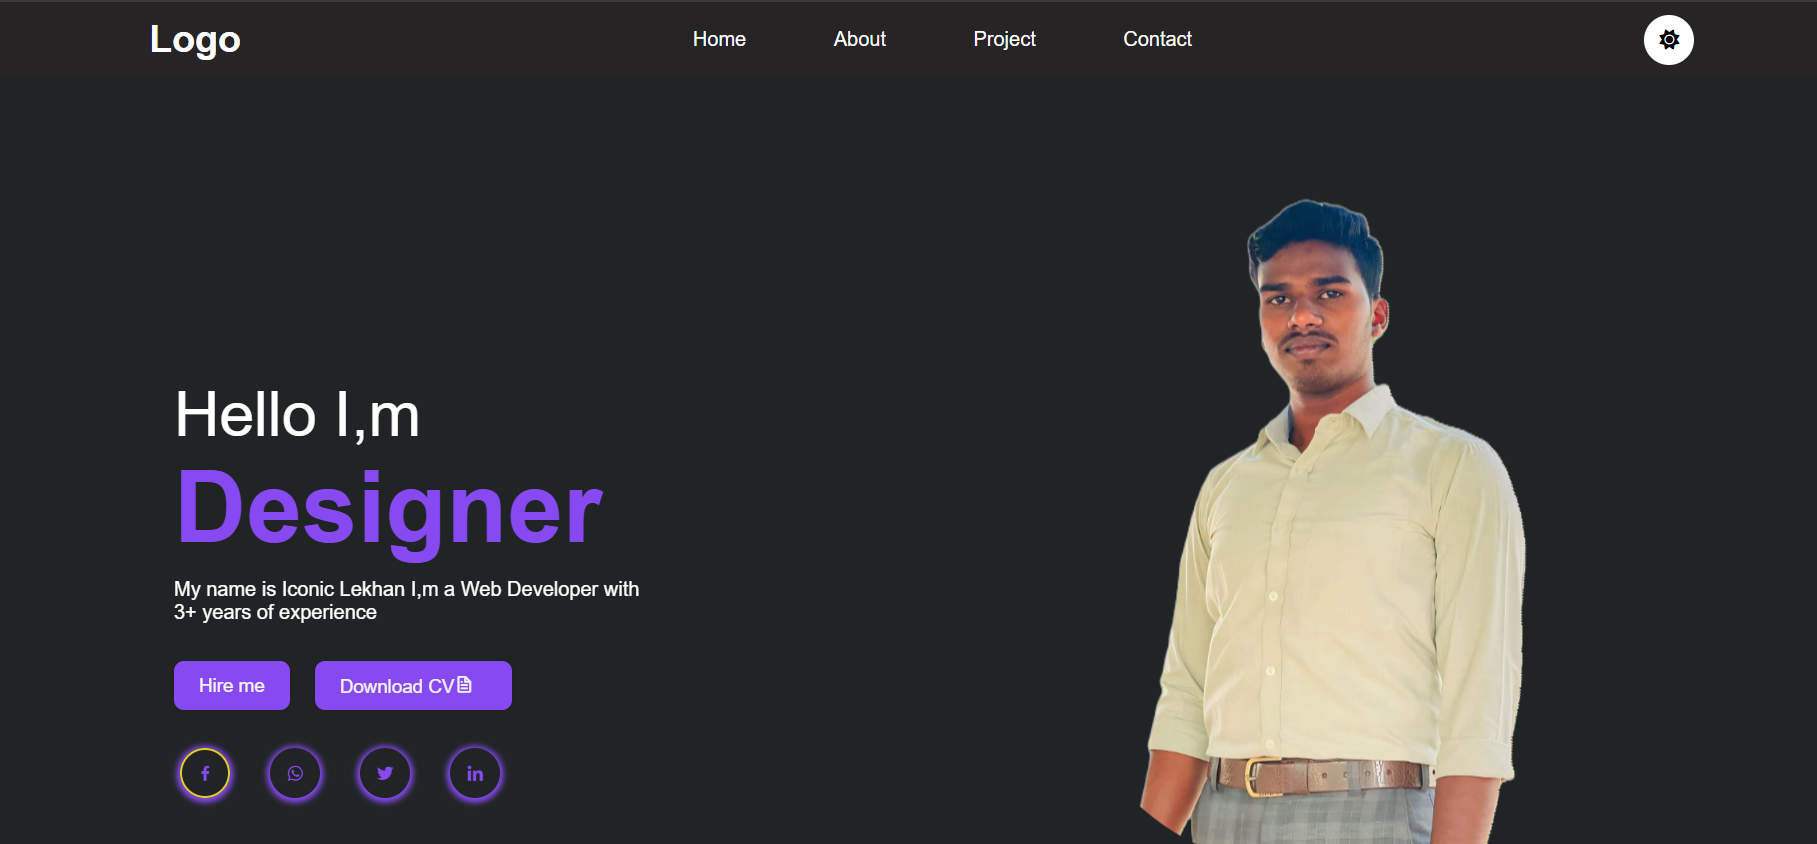 Logo
Home
About
Project
Contact
Hello I,m
Designer
My name is Iconic Lekhan I,m a Web Developer with
3+ years of experience
Hire me
Download CV